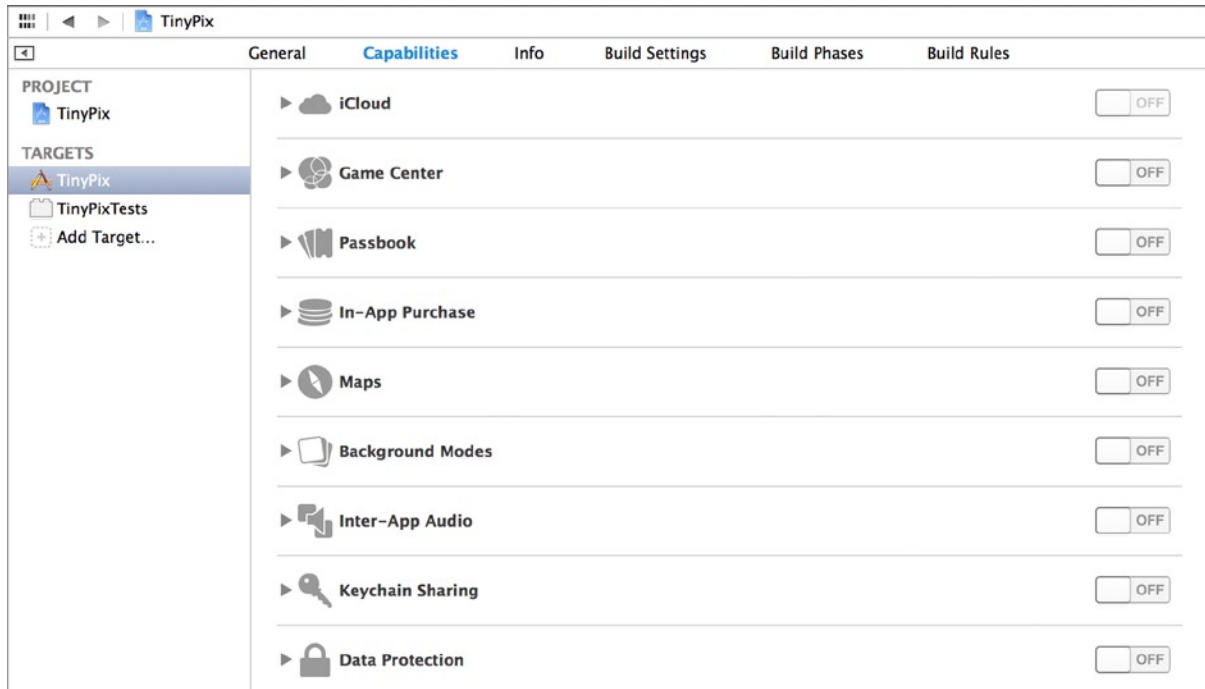 TinyPix
General Capabilities Info Build Settings Build Phases Build Rules
PROJECT
TinyPix
TARGETS
TinyPix
TinyPixTests
Add Target...
iCloud OFF
Game Center OFF
Passbook OFF
In-App Purchase OFF
Maps OFF
Background Modes OFF
Inter-App Audio OFF
Keychain Sharing OFF
Data Protection OFF